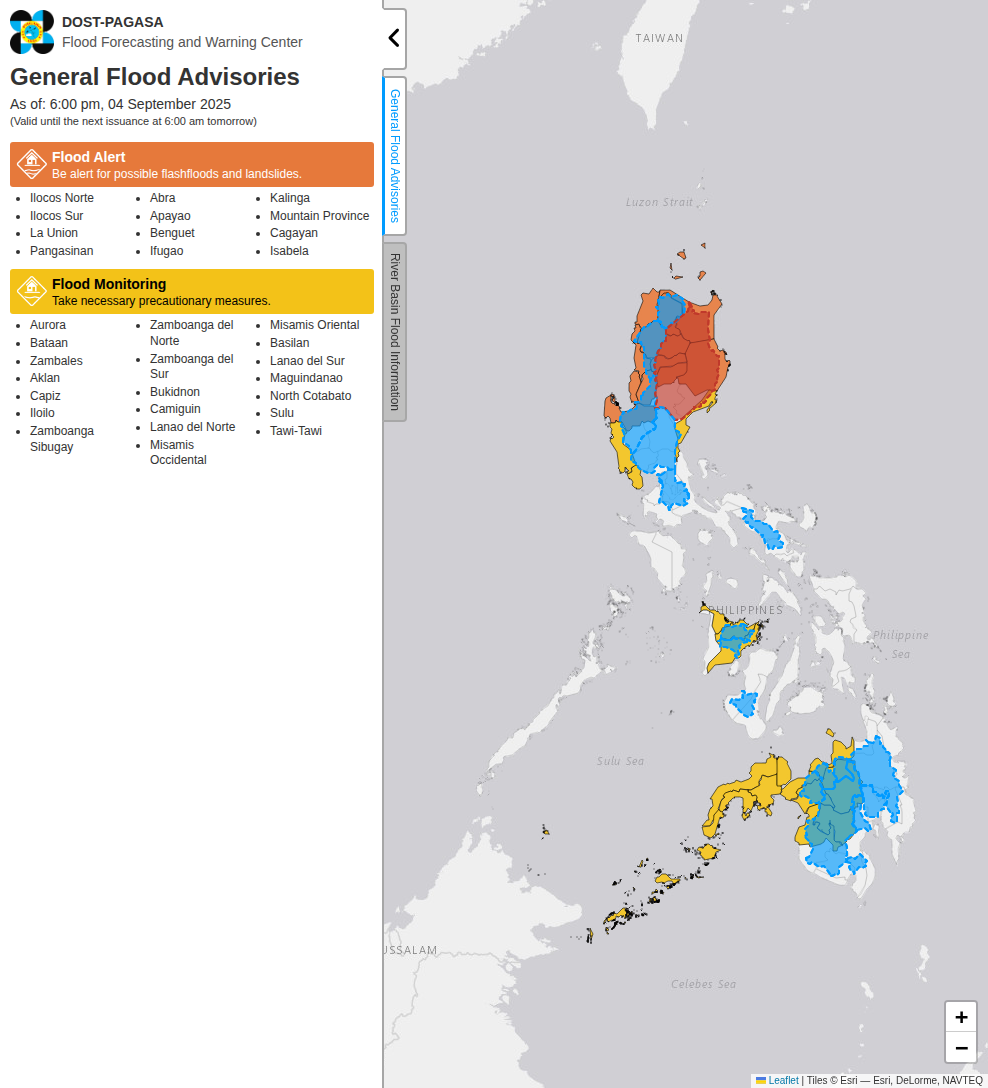 DOST-PAGASA
Flood Forecasting and Warning Center
General Flood Advisories
As of: 6:00 pm, 04 September 2025
(Valid until the next issuance at 6:00 am tomorrow)
Flood Alert
Be alert for possible flashfloods and landslides.
Ilocos Norte
Ilocos Sur
La Union
Pangasinan
Abra
Apayao
Benguet
Ifugao
Kalinga
Mountain Province
Cagayan
Isabela
Flood Monitoring
Take necessary precautionary measures.
Aurora
Bataan
Zambales
Aklan
Capiz
Iloilo
Zamboanga
Sibugay
Zamboanga del
Norte
Zamboanga del
Sur
Bukidnon
Camiguin
Lanao del Norte
Misamis
Occidental
Misamis Oriental
Basilan
Lanao del Sur
Maguindanao
North Cotabato
Sulu
Tawi-Tawi
General Flood Advisories
River Basin Flood Information
TAIWAN
Luzon Strait
PHILIPPINES
Philippine
Sea
Sulu Sea
USSALAM
Celebes Sea
+
−
Leaflet | Tiles © Esri — Esri, DeLorme, NAVTEQ